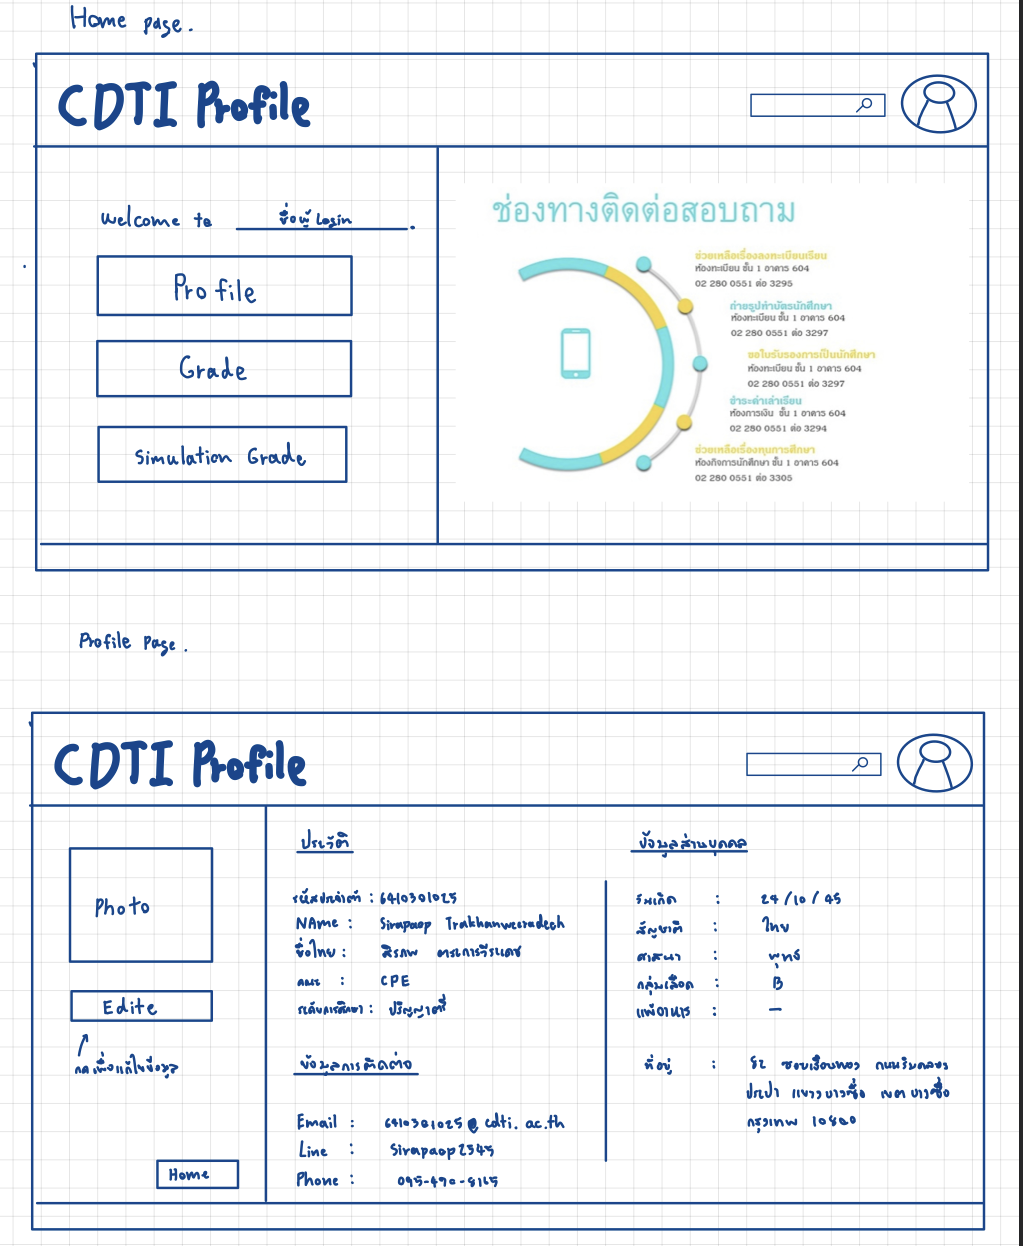 Home page.
CDTI Profile
welcome to ชื่อผู้ Login.
Profile
Grade
Simulation Grade
ช่องทางติดต่อสอบถาม
ช่วยเหลือเรื่องลงทะเบียนเรียน
ห้องทะเบียน ชั้น 1 อาคาร 604
02 280 0551 ต่อ 3295
ถ่ายรูปทำบัตรนักศึกษา
ห้องทะเบียน ชั้น 1 อาคาร 604
02 280 0551 ต่อ 3297
ขอใบรับรองการเป็นนักศึกษา
ห้องทะเบียน ชั้น 1 อาคาร 604
02 280 0551 ต่อ 3297
ชำระค่าเล่าเรียน
ห้องการเงิน ชั้น 1 อาคาร 604
02 280 0551 ต่อ 3294
ช่วยเหลือเรื่องทุนการศึกษา
ห้องกิจการนักศึกษา ชั้น 1 อาคาร 604
02 280 0551 ต่อ 3305
Profile Page.
CDTI Profile
Photo
Edite
กดเพื่อแก้ไขข้อมูล
Home
ประวัติ
รหัสประจำตัว : 6410301025
NAme : Sirapaop Trakhanweeradech
ชื่อไทย : สิรภพ ตระการวีระเดช
คณะ : CPE
ระดับการศึกษา : ปริญญาตรี
ข้อมูลการติดต่อ
Email : 6410301025@cdti.ac.th
Line : Sirapaop2545
Phone : 095-490-8165
ข้อมูลส่วนบุคคล
วันเกิด : 24/10/45
สัญชาติ : ไทย
ศาสนา : พุทธ
กลุ่มเลือด : B
แพ้อาหาร : —
ที่อยู่ : ซอย ถนนริมคลอง
ประปา แขวงบางซื่อ เขตบางซื่อ
กรุงเทพ 10800